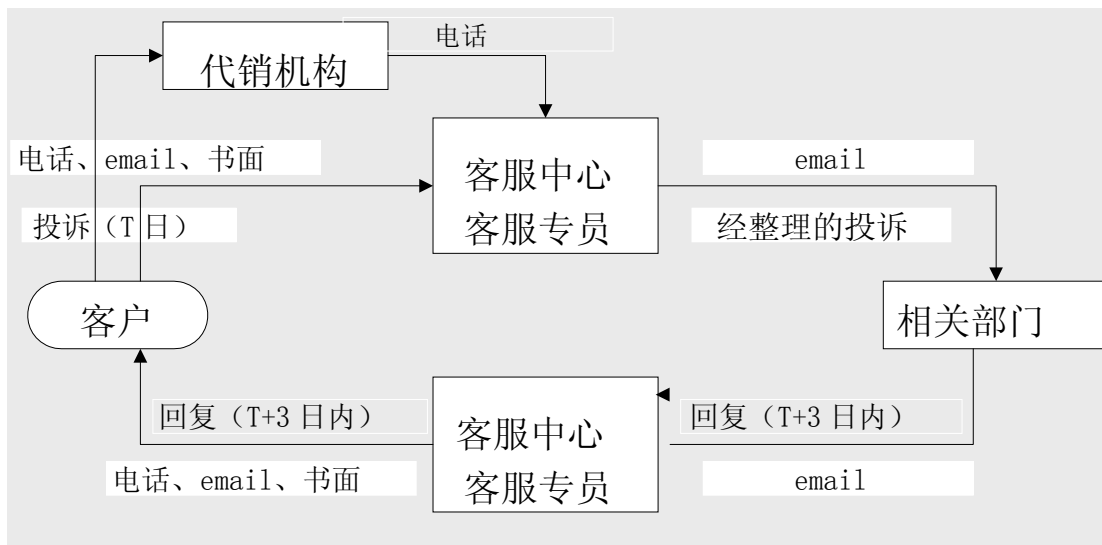 电话
代销机构
电话、email、书面
客服中心
客服专员
email
投诉（T 日）
经整理的投诉
客户
相关部门
回复（T+3 日内）
客服中心
客服专员
回复（T+3 日内）
电话、email、书面
email